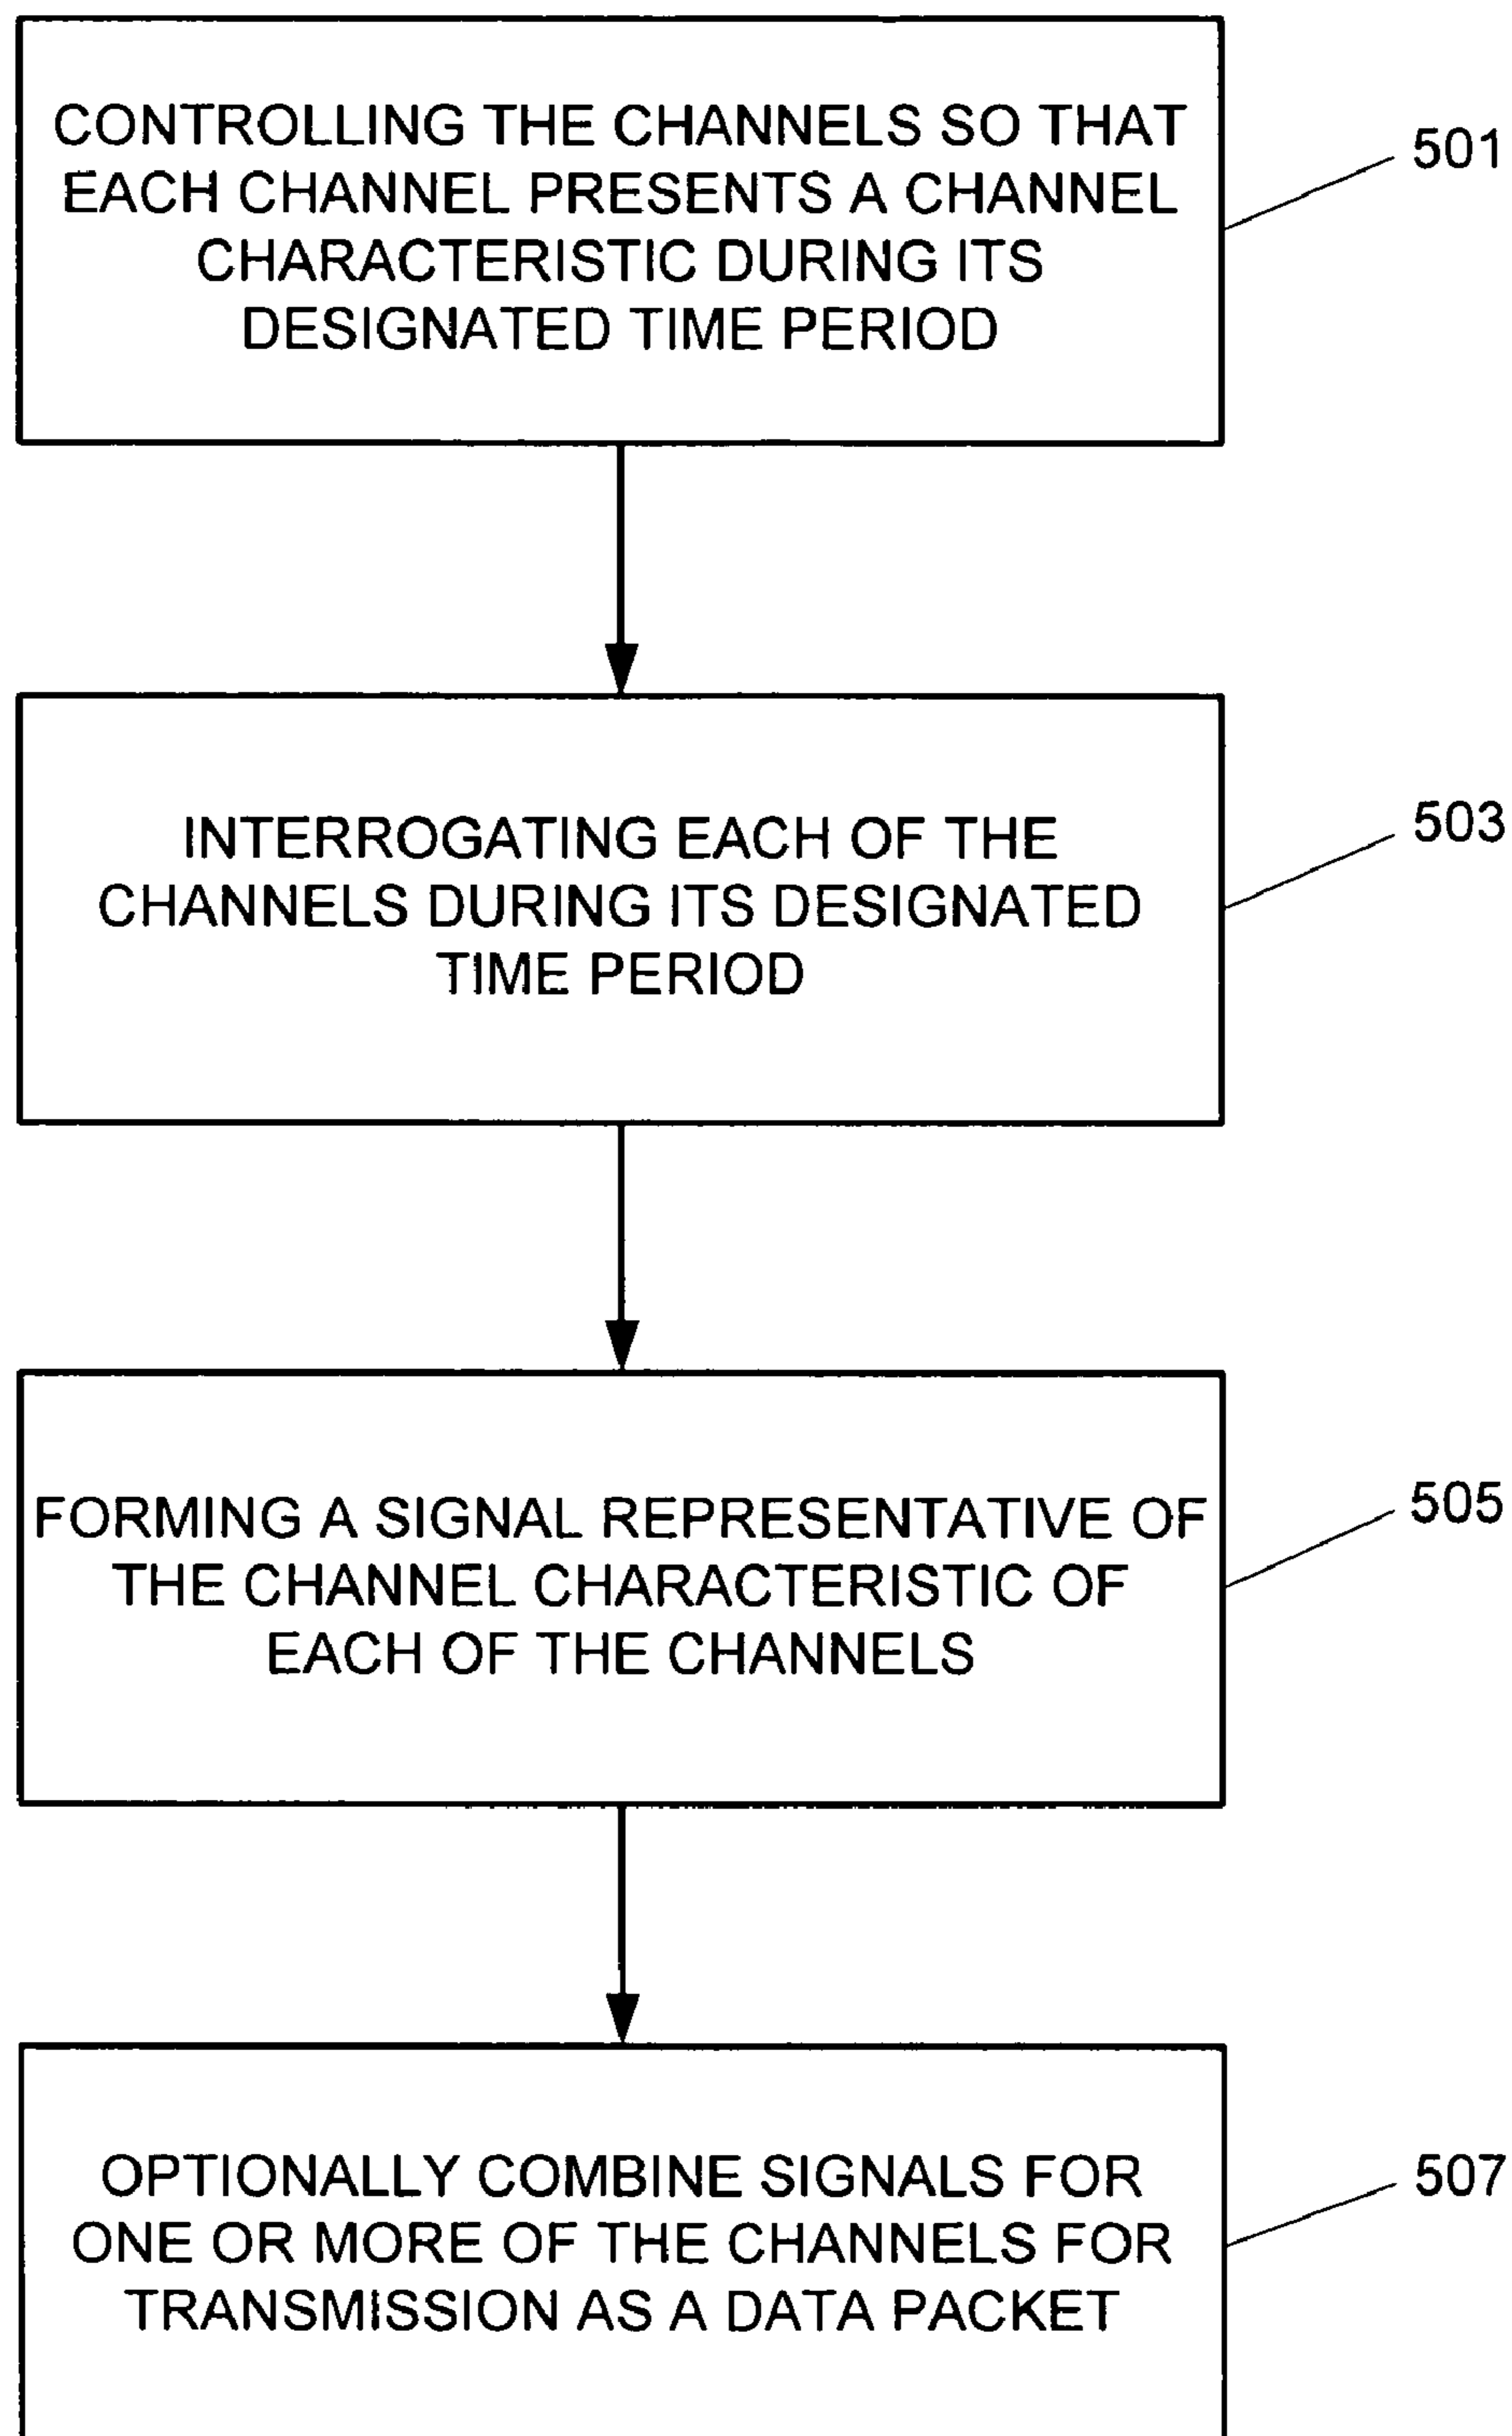 CONTROLLING THE CHANNELS SO THAT
EACH CHANNEL PRESENTS A CHANNEL
CHARACTERISTIC DURING ITS
DESIGNATED TIME PERIOD
501
INTERROGATING EACH OF THE
CHANNELS DURING ITS DESIGNATED
TIME PERIOD
503
FORMING A SIGNAL REPRESENTATIVE OF
THE CHANNEL CHARACTERISTIC OF
EACH OF THE CHANNELS
505
OPTIONALLY COMBINE SIGNALS FOR
ONE OR MORE OF THE CHANNELS FOR
TRANSMISSION AS A DATA PACKET
507